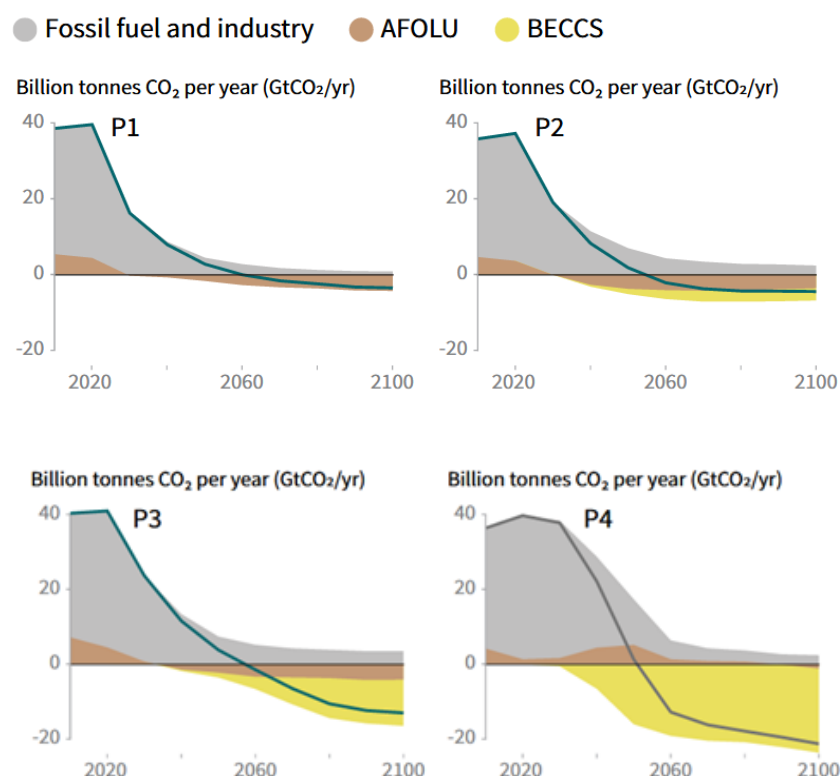 Fossil fuel and industry AFOLU BECCS
Billion tonnes CO₂ per year (GtCO2/yr) Billion tonnes CO₂ per year (GtCO2/yr)
40 P1 40 P2
20 20
0 0
-20 -20
2020 2060 2100 2020 2060 2100
Billion tonnes CO₂ per year (GtCO2/yr) Billion tonnes CO₂ per year (GtCO2/yr)
40 P3 40 P4
20 20
0 0
-20 -20
2020 2060 2100 2020 2060 2100